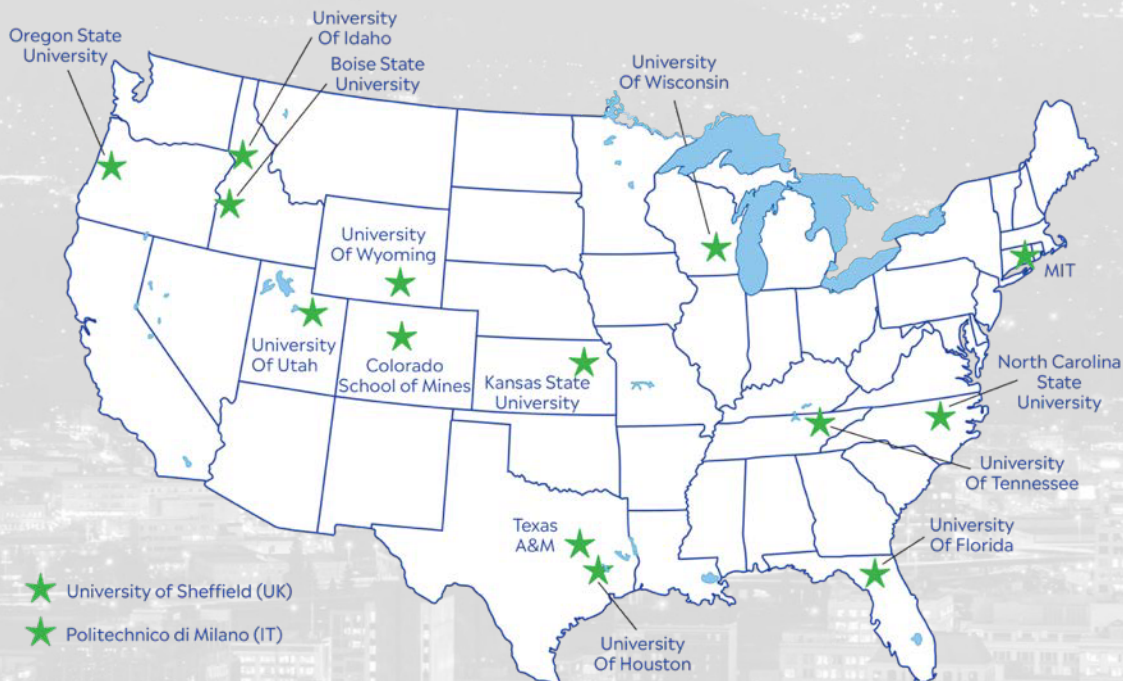 Oregon State
University
University
Of Idaho
Boise State
University
University
Of Wisconsin
University
Of Wyoming
MIT
University
Of Utah
Colorado
School of Mines
Kansas State
University
North Carolina
State
University
University
Of Tennessee
Texas
A&M
University
Of Florida
University of Sheffield (UK)
Politechnico di Milano (IT)
University
Of Houston